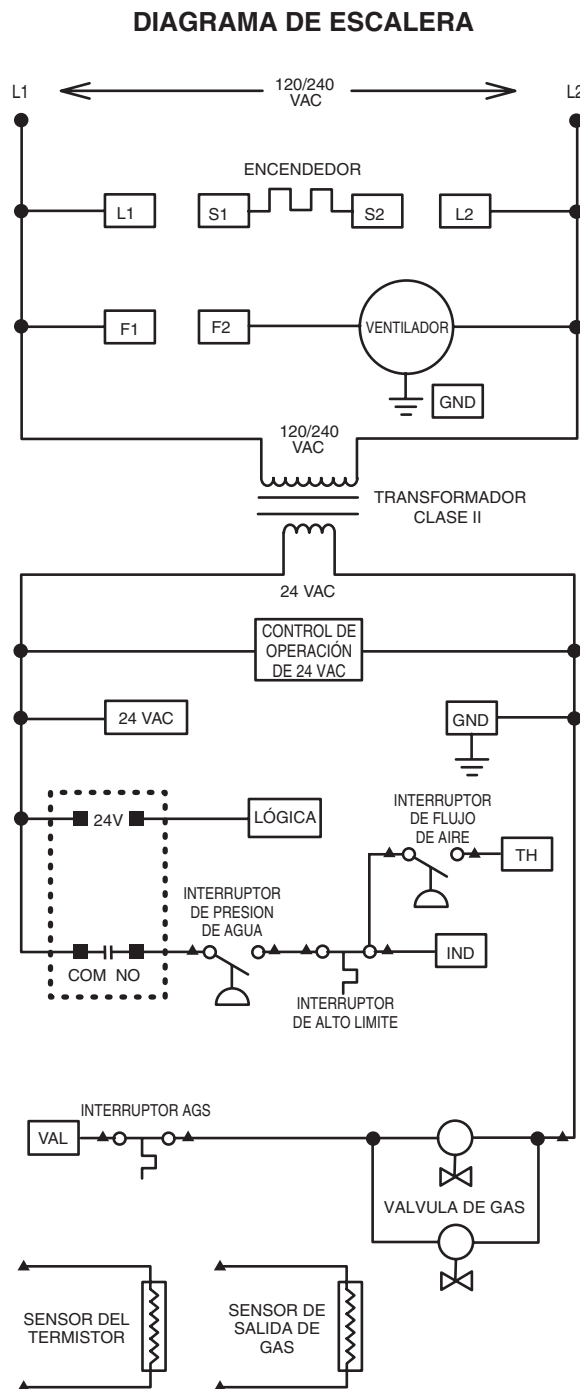 DIAGRAMA DE ESCALERA
L1
120/240
VAC
L2
ENCENDEDOR
L1
S1
S2
L2
F1
F2
VENTILADOR
GND
120/240
VAC
TRANSFORMADOR
CLASE II
24 VAC
CONTROL DE
OPERACIÓN
DE 24 VAC
24 VAC
GND
24V
LÓGICA
INTERRUPTOR
DE FLUJO
DE AIRE
TH
INTERRUPTOR
DE PRESION
DE AGUA
COM NO
IND
INTERRUPTOR
DE ALTO LIMITE
INTERRUPTOR AGS
VAL
VALVULA DE GAS
SENSOR DEL
TERMISTOR
SENSOR DE
SALIDA DE
GAS